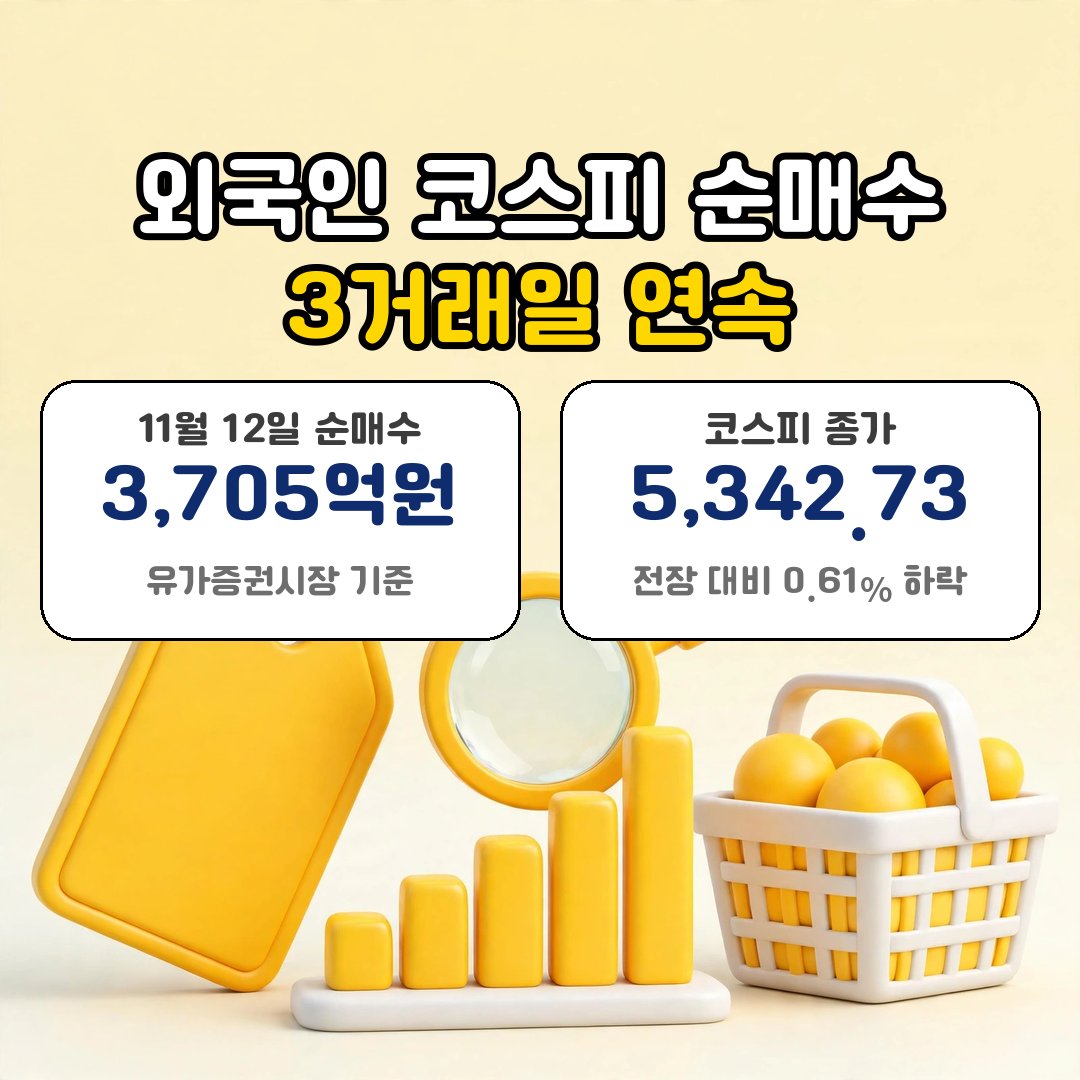 외국인 코스피 순매수
3거래일 연속
11월 12일 순매수
3,705억원
유가증권시장 기준
코스피 종가
5,342.73
전장 대비 0.61% 하락